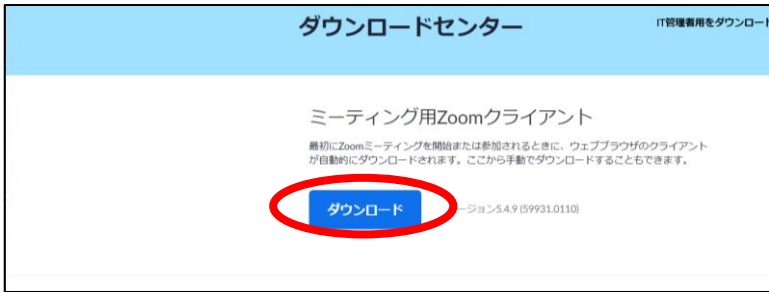 ダウンロードセンター
IT管理者用をダウンロード
ミーティング用Zoomクライアント
最初にZoomミーティングを開始または参加されるときに、ウェブブラウザのクライアント
が自動的にダウンロードされます。ここから手動でダウンロードすることもできます。
ダウンロード
ージョン5.4.9 (59931.0110)